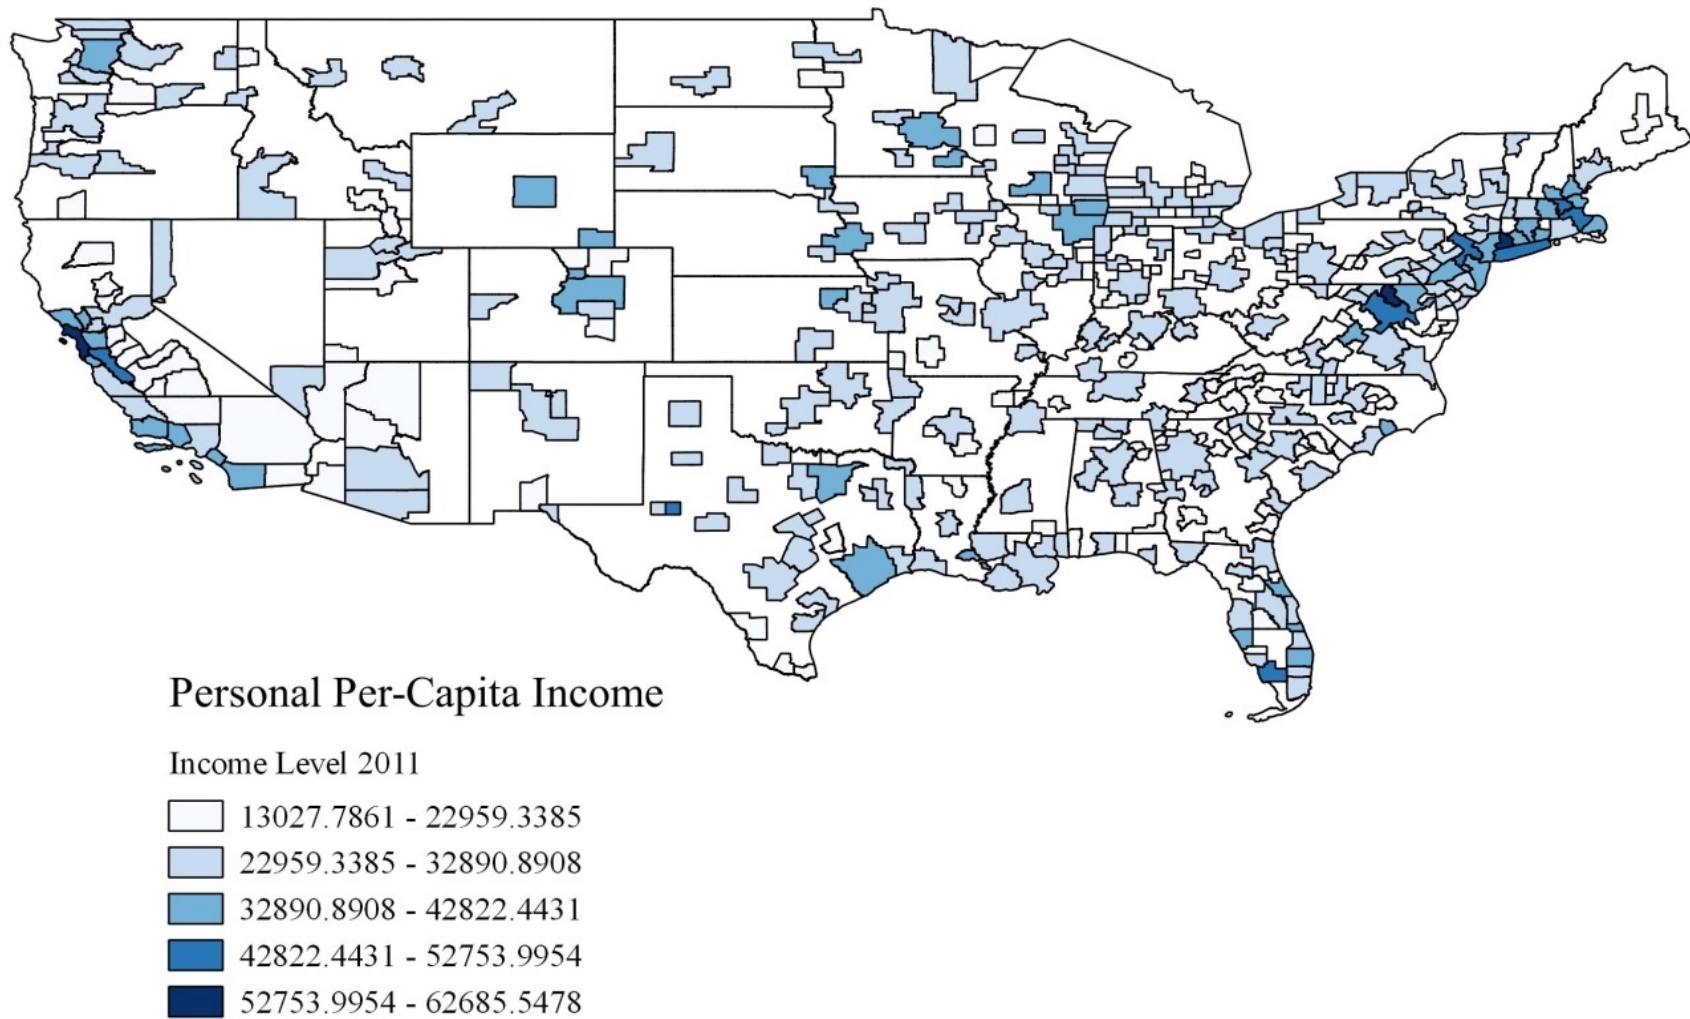 Personal Per-Capita Income
Income Level 2011
13027.7861 - 22959.3385
22959.3385 - 32890.8908
32890.8908 - 42822.4431
42822.4431 - 52753.9954
52753.9954 - 62685.5478